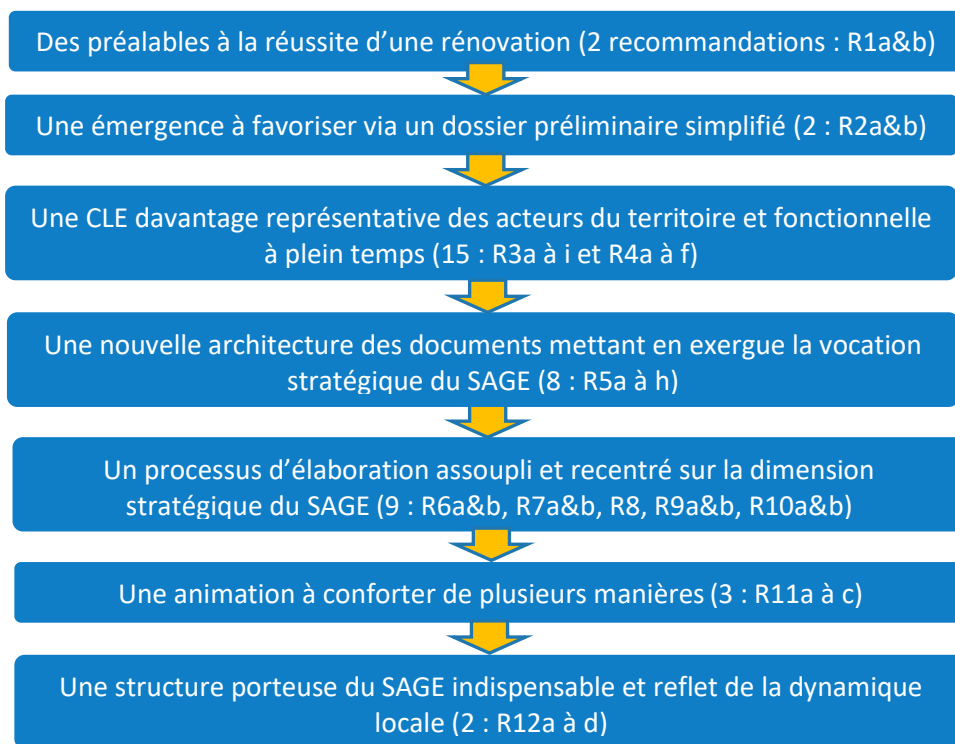 Des préalables à la réussite d’une rénovation (2 recommandations : R1a&b)
Une émergence à favoriser via un dossier préliminaire simplifié (2 : R2a&b)
Une CLE davantage représentative des acteurs du territoire et fonctionnelle
à plein temps (15 : R3a à i et R4a à f)
Une nouvelle architecture des documents mettant en exergue la vocation
stratégique du SAGE (8 : R5a à h)
Un processus d’élaboration assoupli et recentré sur la dimension
stratégique du SAGE (9 : R6a&b, R7a&b, R8, R9a&b, R10a&b)
Une animation à conforter de plusieurs manières (3 : R11a à c)
Une structure porteuse du SAGE indispensable et reflet de la dynamique
locale (2 : R12a à d)